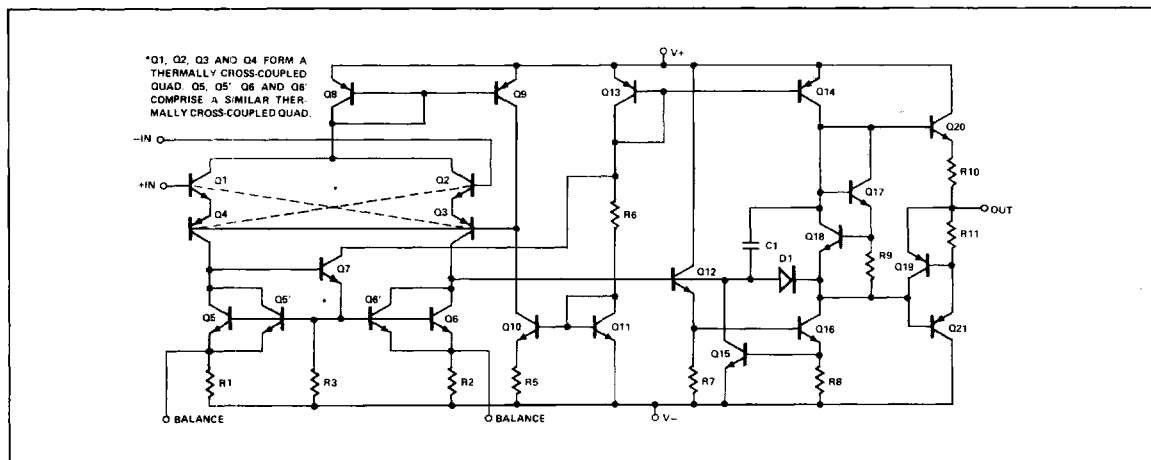 *Q1, Q2, Q3 AND Q4 FORM A
THERMALLY CROSS-COUPLED
QUAD. Q5, Q5' Q6 AND Q6'
COMPRISE A SIMILAR THER-
MALLY CROSS-COUPLED QUAD.
V+
Q8
Q9
Q13
Q14
-IN
Q20
+IN
Q1
Q2
Q17
R10
Q4
Q3
R6
OUT
C1
Q18
R11
D1
R9
Q19
Q7
Q12
Q5
Q5'
Q6'
Q6
Q10
Q11
Q16
Q21
Q15
R1
R3
R2
R5
R7
R8
BALANCE
BALANCE
V-